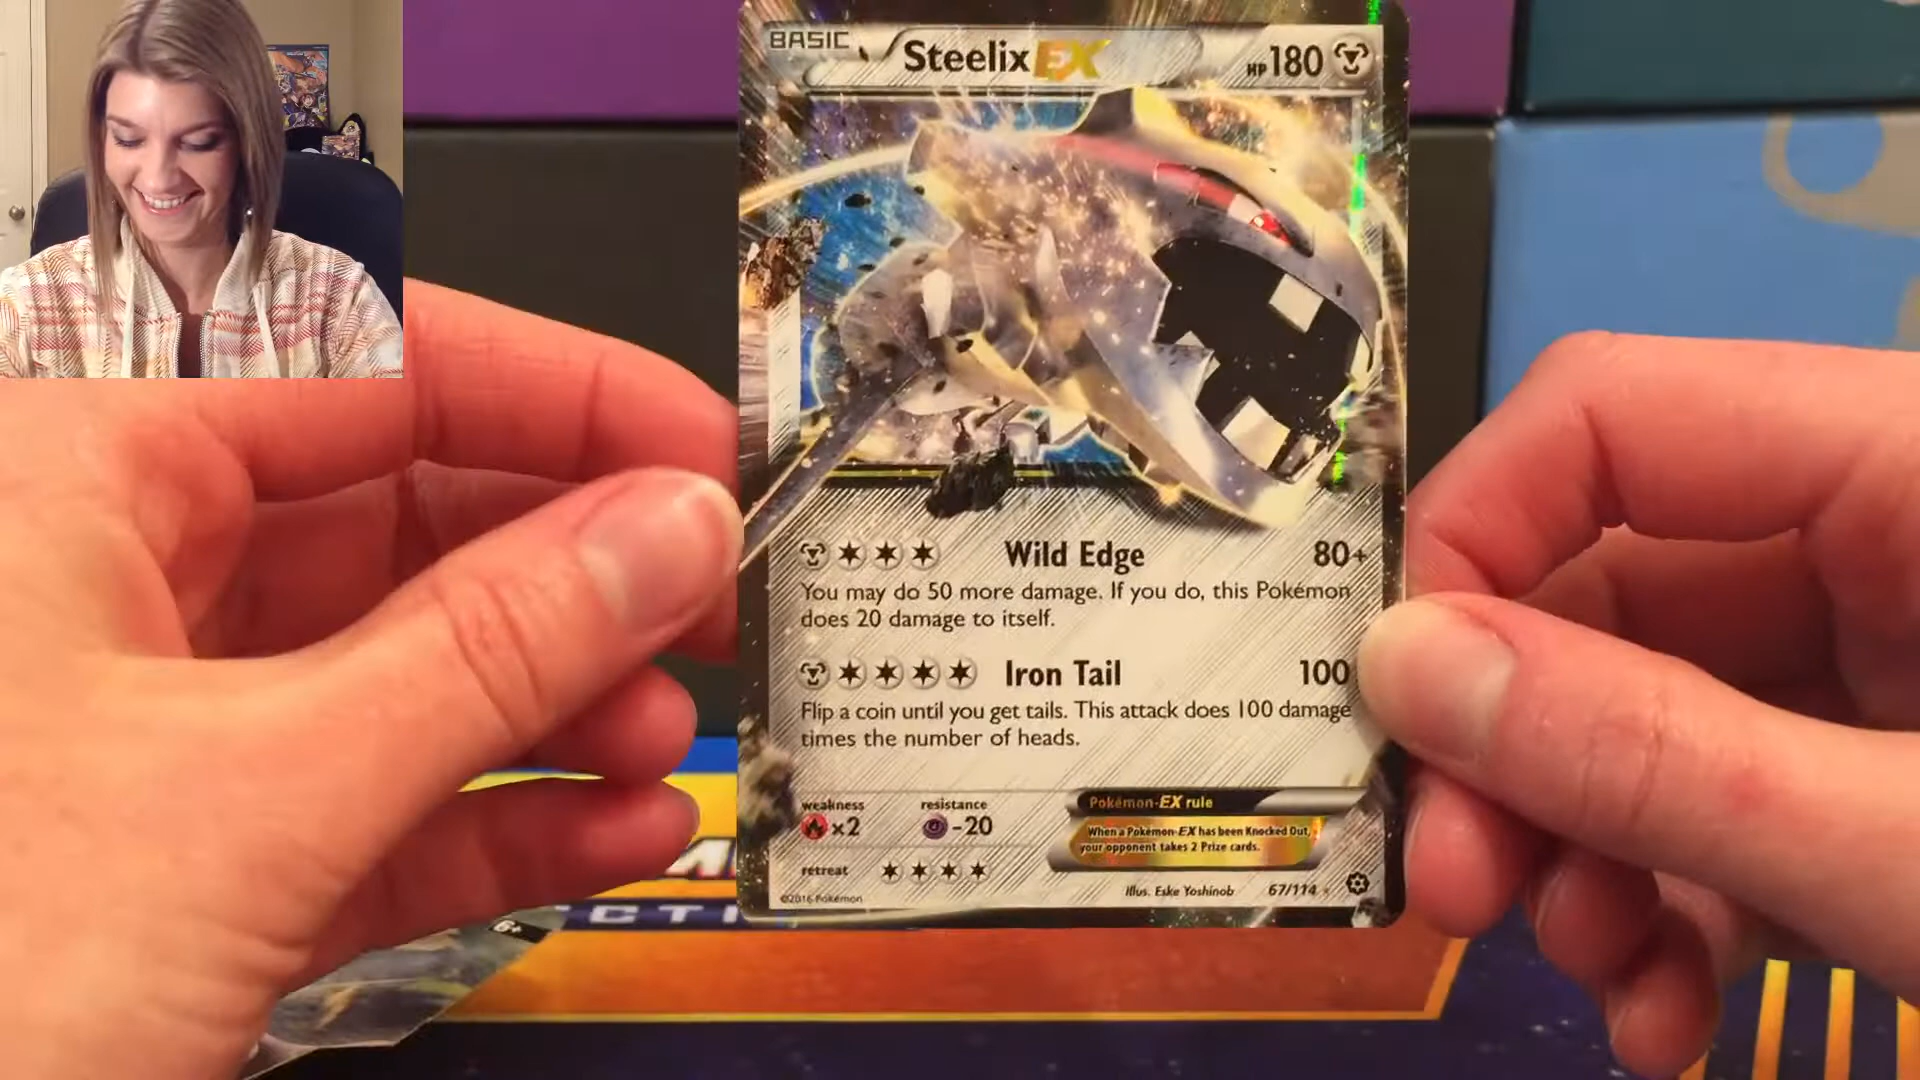 BASIC
Steelix EX
HP 180
Wild Edge 80+
You may do 50 more damage. If you do, this Pokémon
does 20 damage to itself.
Iron Tail 100
Flip a coin until you get tails. This attack does 100 damage
times the number of heads.
weakness resistance
×2 -20
retreat
Pokémon-EX rule
When a Pokémon-EX has been Knocked Out,
your opponent takes 2 Prize cards.
©2016 Pokémon
Illus. Eske Yoshinob
67/114
6+
CTI